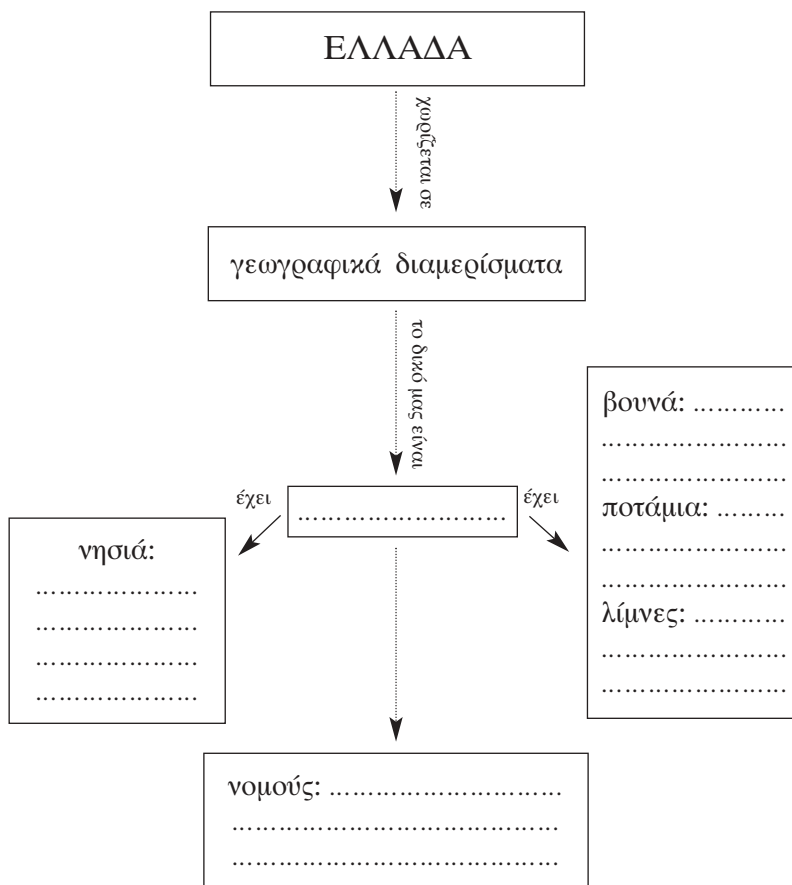 ΕΛΛΑΔΑ
χωρίζεται σε
γεωγραφικά διαμερίσματα
το δικό μας είναι
έχει
........................
έχει
νησιά:
.....................
.....................
.....................
.....................
βουνά: ............
........................
........................
ποτάμια: .........
........................
........................
λίμνες: ............
........................
........................
νομούς: ..............................
..........................................
..........................................